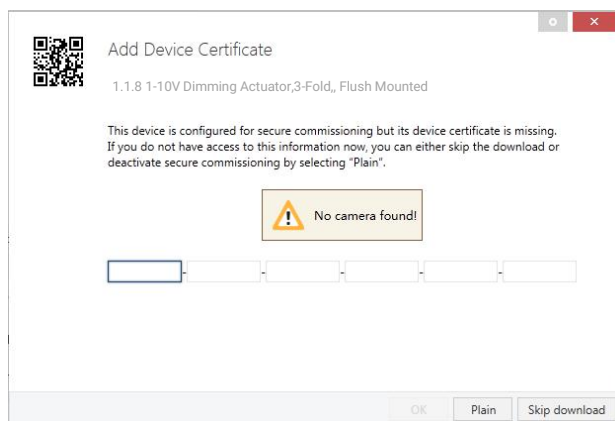 Add Device Certificate
1.1.8 1-10V Dimming Actuator,3-Fold,, Flush Mounted
This device is configured for secure commissioning but its device certificate is missing.
If you do not have access to this information now, you can either skip the download or
deactivate secure commissioning by selecting "Plain".
No camera found!
- - - - -
OK Plain Skip download